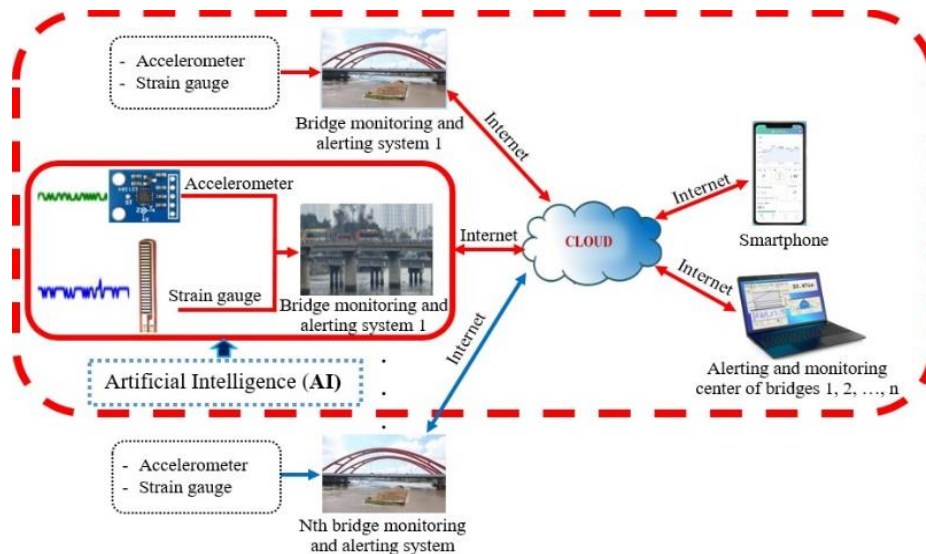 - Accelerometer
- Strain gauge
Bridge monitoring and
alerting system 1
Internet
Accelerometer
Strain gauge
Bridge monitoring and
alerting system 1
Internet
CLOUD
Internet
Smartphone
Internet
Alerting and monitoring
center of bridges 1, 2, …, n
Artificial Intelligence (AI)
Internet
- Accelerometer
- Strain gauge
Nth bridge monitoring
and alerting system